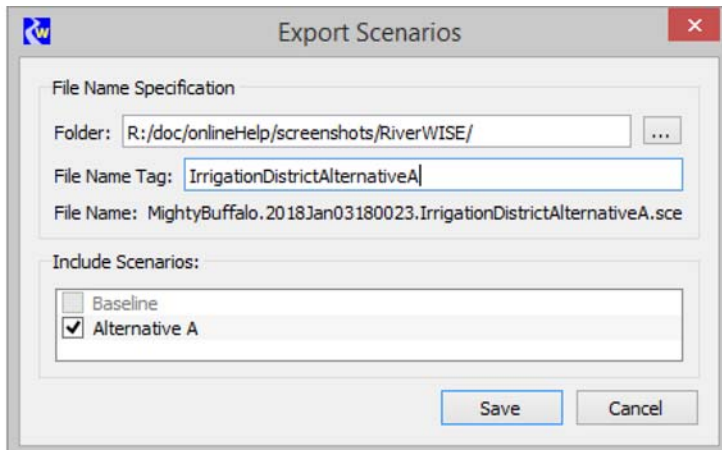 Export Scenarios
File Name Specification
Folder: R:/doc/onlineHelp/screenshots/RiverWISE/ ...
File Name Tag: IrrigationDistrictAlternativeA
File Name: MightyBuffalo.2018Jan03180023.IrrigationDistrictAlternativeA.sce
Include Scenarios:
Baseline
Alternative A
Save Cancel